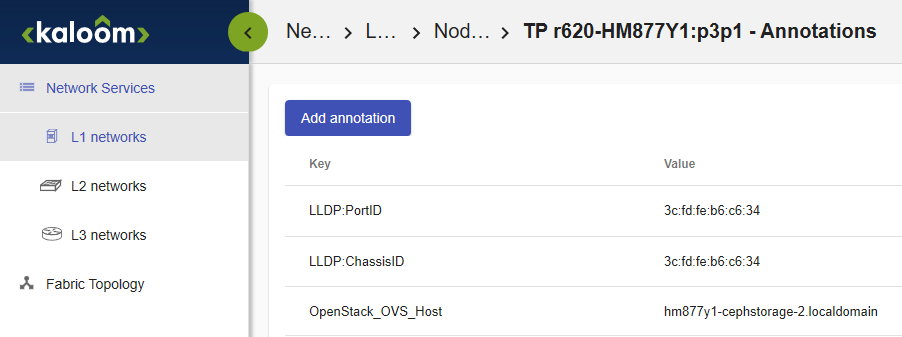 <kaloom>
Ne... > L... > Nod... > TP r620-HM877Y1:p3p1 - Annotations
Network Services
L1 networks
L2 networks
L3 networks
Fabric Topology
Add annotation
Key Value
LLDP:PortID 3c:fd:fe:b6:c6:34
LLDP:ChassisID 3c:fd:fe:b6:c6:34
OpenStack_OVS_Host hm877y1-cephstorage-2.localdomain